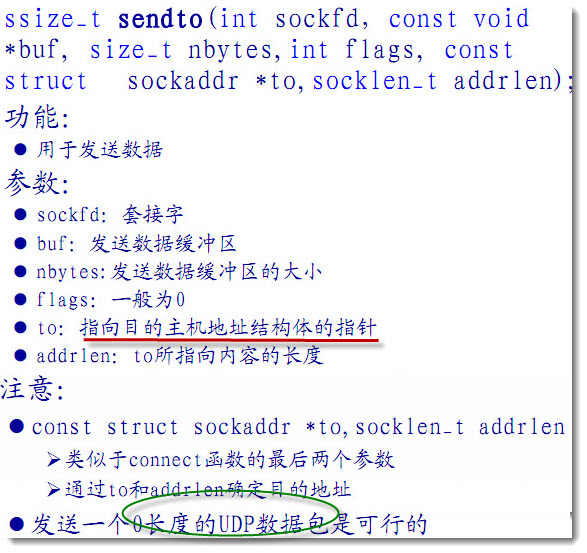 ssize_t sendto(int sockfd, const void
*buf, size_t nbytes,int flags, const
struct sockaddr *to,socklen_t addrlen);
功能:
● 用于发送数据
参数:
● sockfd: 套接字
● buf: 发送数据缓冲区
● nbytes:发送数据缓冲区的大小
● flags: 一般为0
● to: 指向目的主机地址结构体的指针
● addrlen: to所指向内容的长度
注意:
● const struct sockaddr *to,socklen_t addrlen
➢类似于connect函数的最后两个参数
➢通过to和addrlen确定目的地址
● 发送一个0长度的UDP数据包是可行的